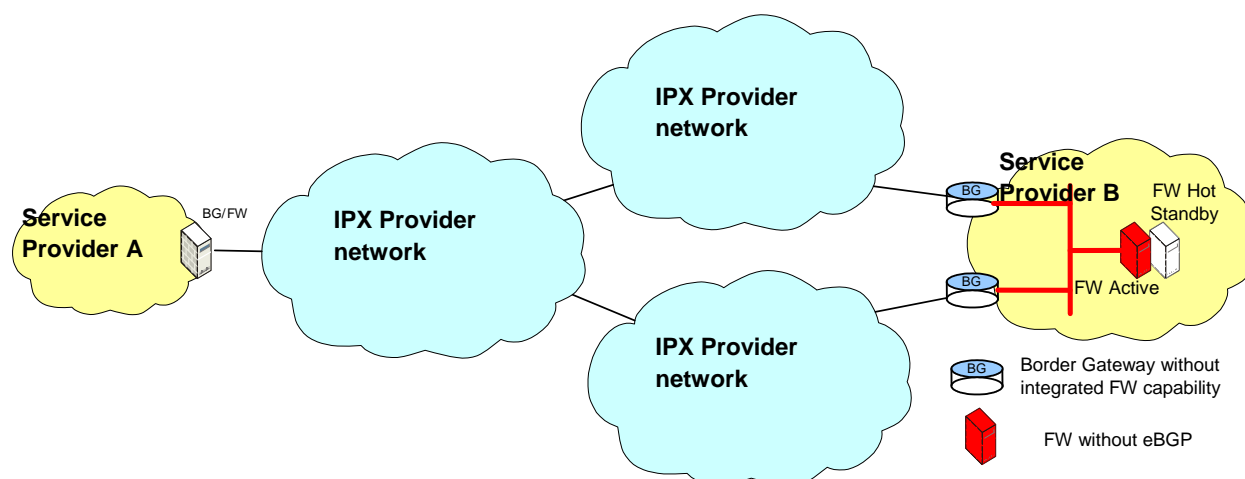 IPX Provider
network
Service
Provider A
BG/FW
IPX Provider
network
BG
Service
Provider B
FW Hot
Standby
BG
FW Active
IPX Provider
network
BG
Border Gateway without
integrated FW capability
FW without eBGP